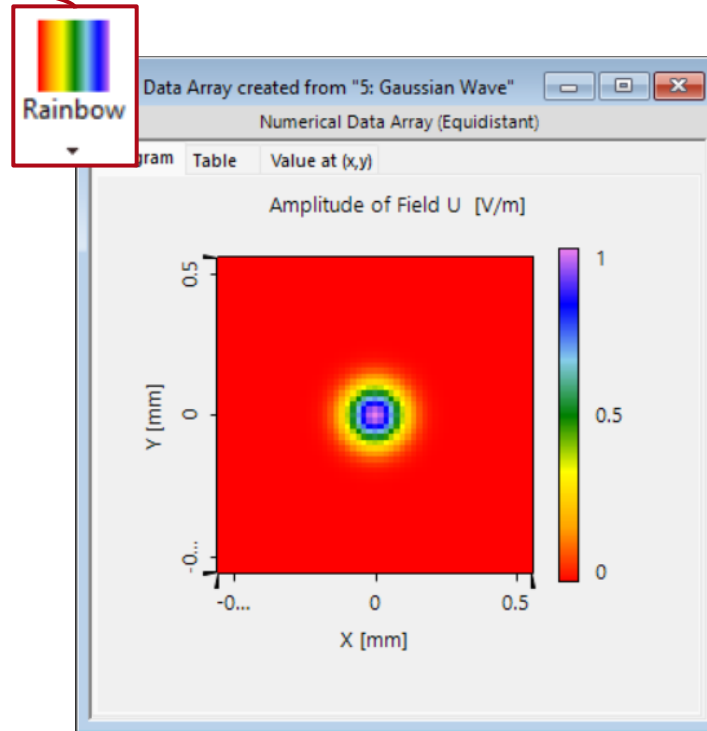 Rainbow
Data Array created from "5: Gaussian Wave"
Numerical Data Array (Equidistant)
gram Table Value at (x,y)
Amplitude of Field U [V/m]
1
0.5
0.5
0
0
-0...
-0... 0 0.5
Y [mm]
X [mm]